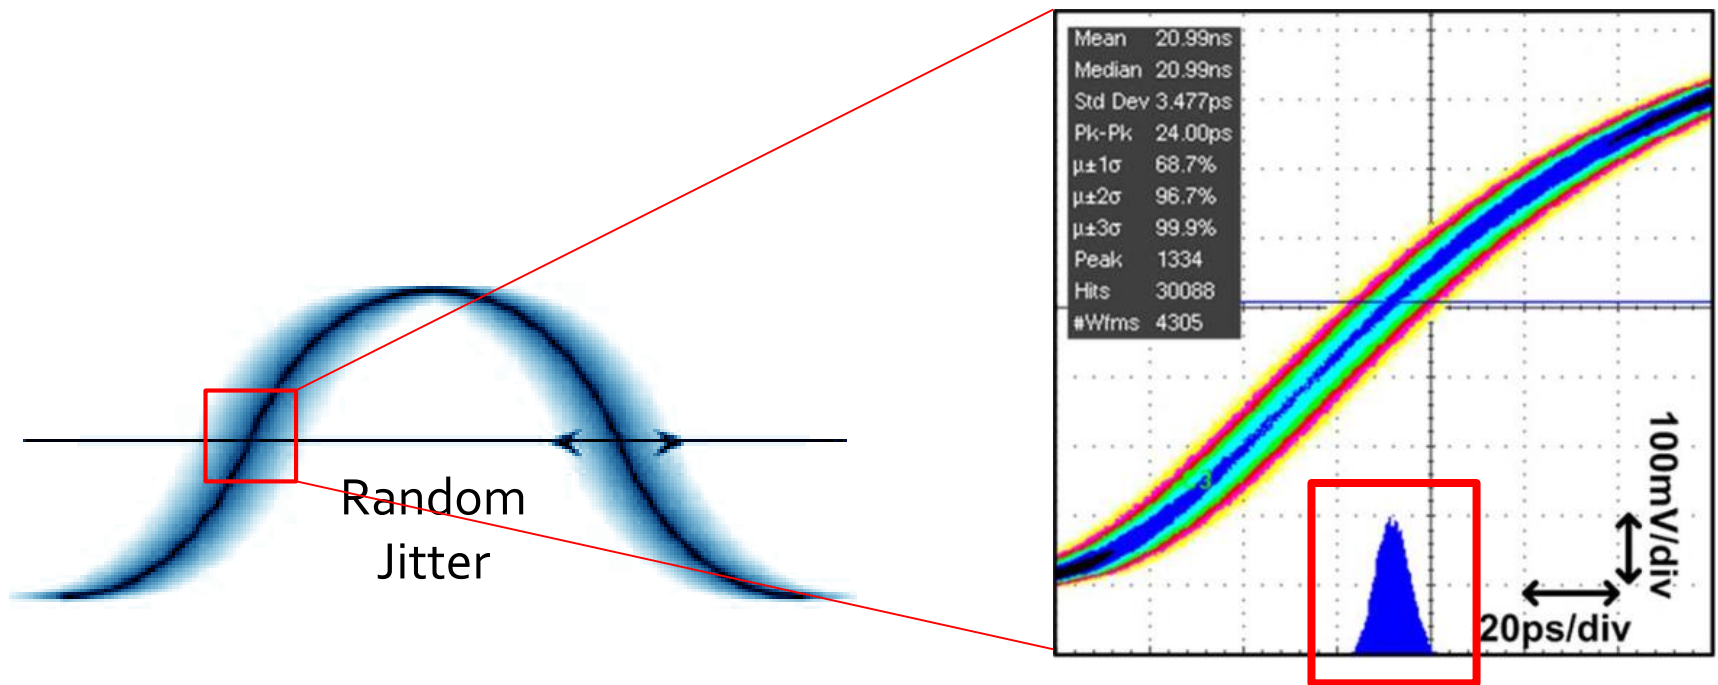 Random
Jitter
Mean 20.99ns
Median 20.99ns
Std Dev 3.477ps
Pk-Pk 24.00ps
μ±1σ 68.7%
μ±2σ 96.7%
μ±3σ 99.9%
Peak 1334
Hits 30088
#Wfms 4305
3
100mV/div
20ps/div